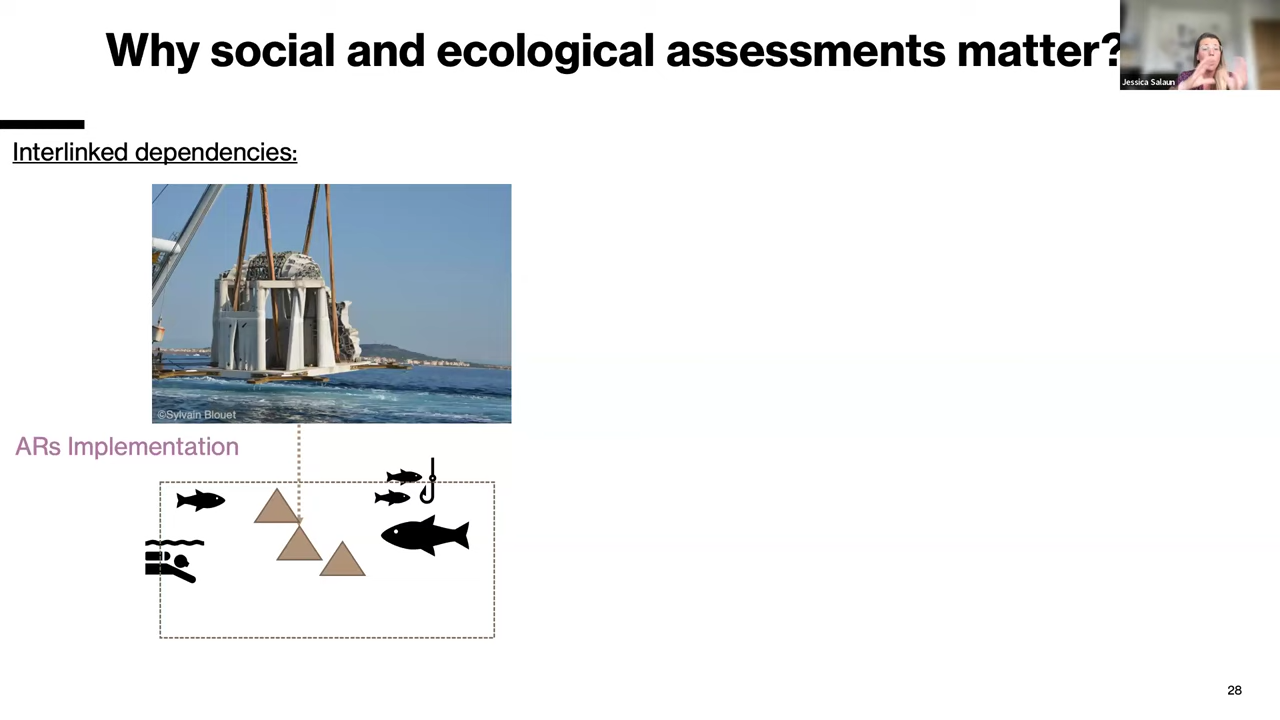 Why social and ecological assessments matter?
Jessica Salaun
Interlinked dependencies:
©Sylvain Blouet
ARs Implementation
28